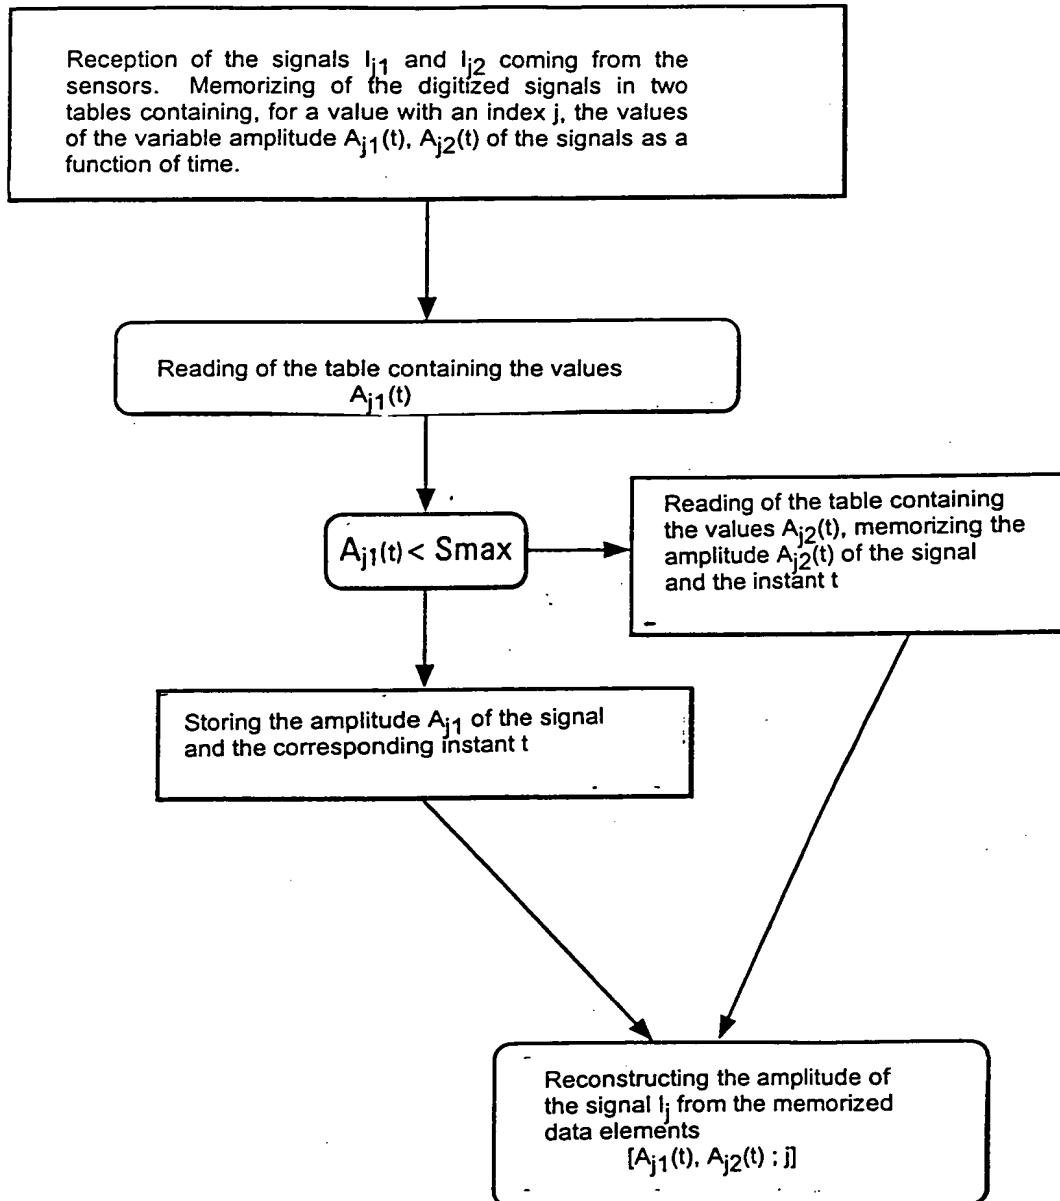 Reception of the signals Ij1 and Ij2 coming from the
sensors. Memorizing of the digitized signals in two
tables containing, for a value with an index j, the values
of the variable amplitude Aj1(t), Aj2(t) of the signals as a
function of time.
Reading of the table containing the values
Aj1(t)
Aj1(t) < Smax
Reading of the table containing
the values Aj2(t), memorizing the
amplitude Aj2(t) of the signal
and the instant t
Storing the amplitude Aj1 of the signal
and the corresponding instant t
Reconstructing the amplitude of
the signal Ij from the memorized
data elements
[Aj1(t), Aj2(t) ; j]